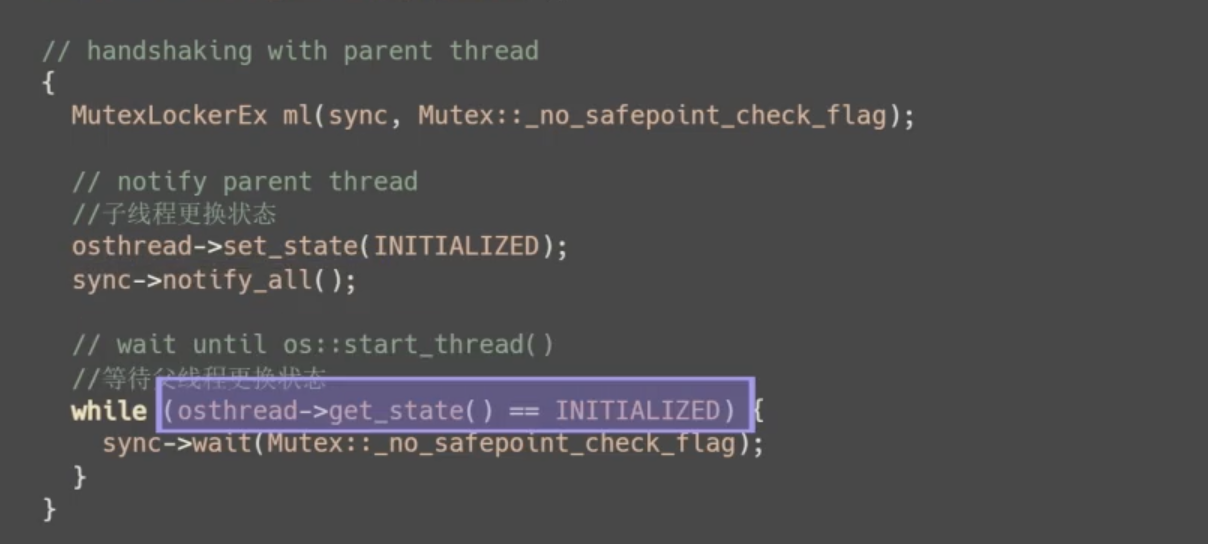 // handshaking with parent thread
{
MutexLockerEx ml(sync, Mutex::_no_safepoint_check_flag);
// notify parent thread
//子线程更换状态
osthread->set_state(INITIALIZED);
sync->notify_all();
// wait until os::start_thread()
//等待父线程更换状态
while (osthread->get_state() == INITIALIZED) {
sync->wait(Mutex::_no_safepoint_check_flag);
}
}